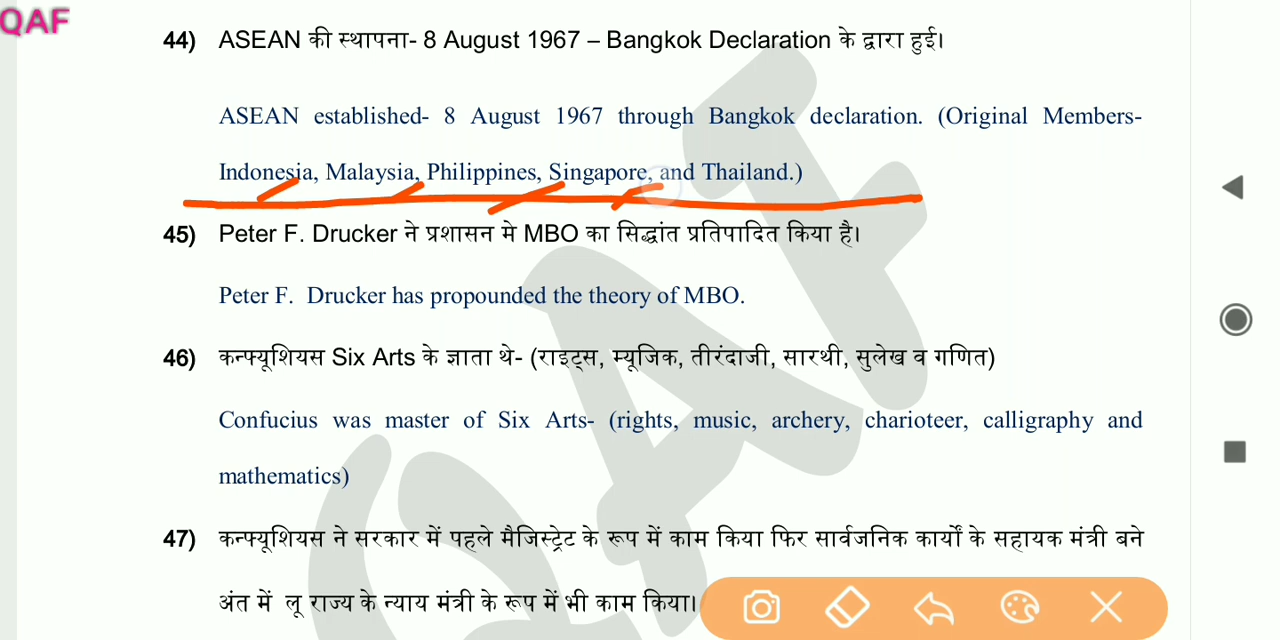 QAF
44) ASEAN की स्थापना- 8 August 1967 – Bangkok Declaration के द्वारा हुई।
ASEAN established- 8 August 1967 through Bangkok declaration. (Original Members-
Indonesia, Malaysia, Philippines, Singapore, and Thailand.)
45) Peter F. Drucker ने प्रशासन मे MBO का सिद्धांत प्रतिपादित किया है।
Peter F. Drucker has propounded the theory of MBO.
46) कन्फ्यूशियस Six Arts के ज्ञाता थे- (राइट्स, म्यूजिक, तीरंदाजी, सारथी, सुलेख व गणित)
Confucius was master of Six Arts- (rights, music, archery, charioteer, calligraphy and
mathematics)
47) कन्फ्यूशियस ने सरकार में पहले मैजिस्ट्रेट के रूप में काम किया फिर सार्वजनिक कार्यों के सहायक मंत्री बने
अंत में लू राज्य के न्याय मंत्री के रूप में भी काम किया।
QAF